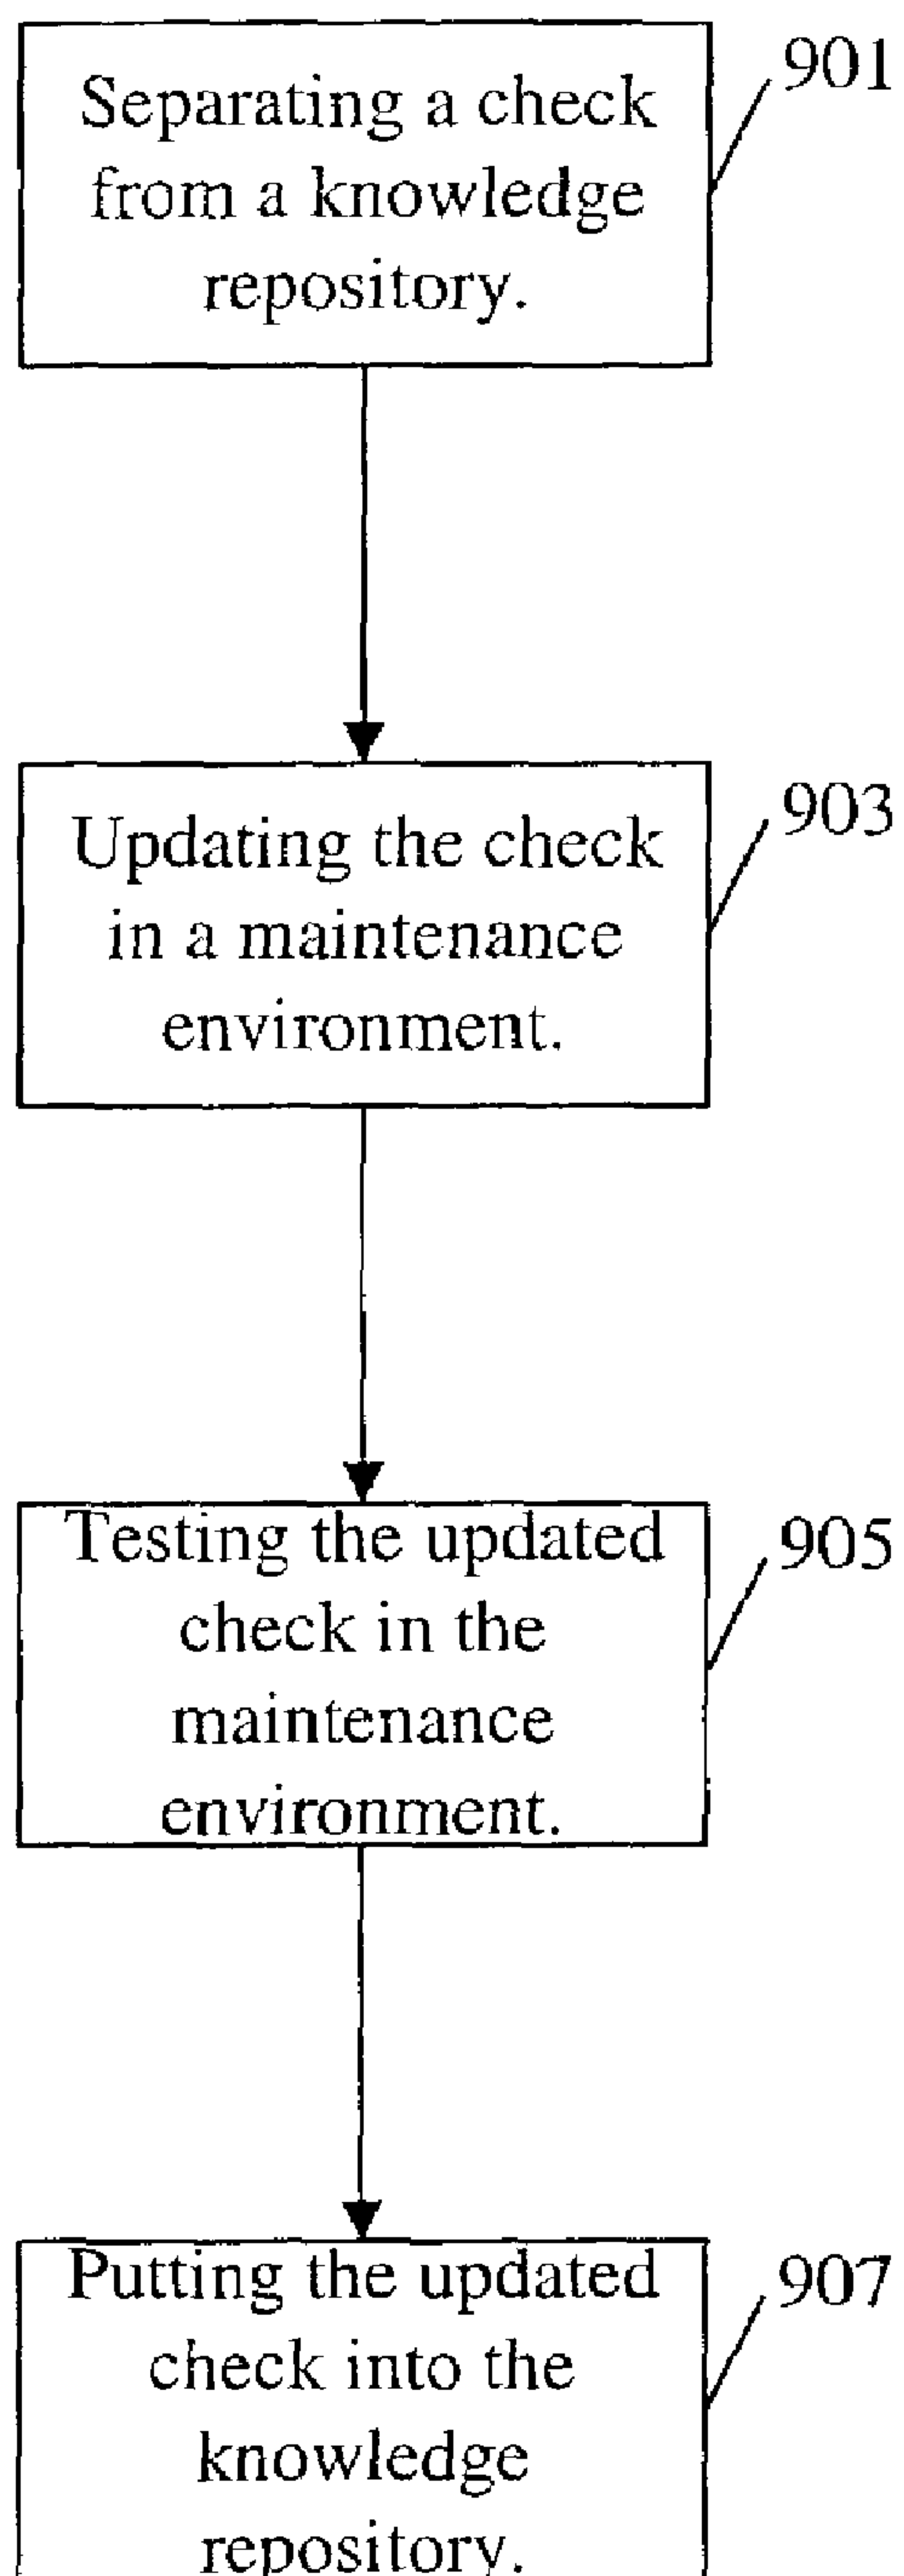 Separating a check
from a knowledge
repository.
901
Updating the check
in a maintenance
environment.
903
Testing the updated
check in the
maintenance
environment.
905
Putting the updated
check into the
knowledge
repository.
907